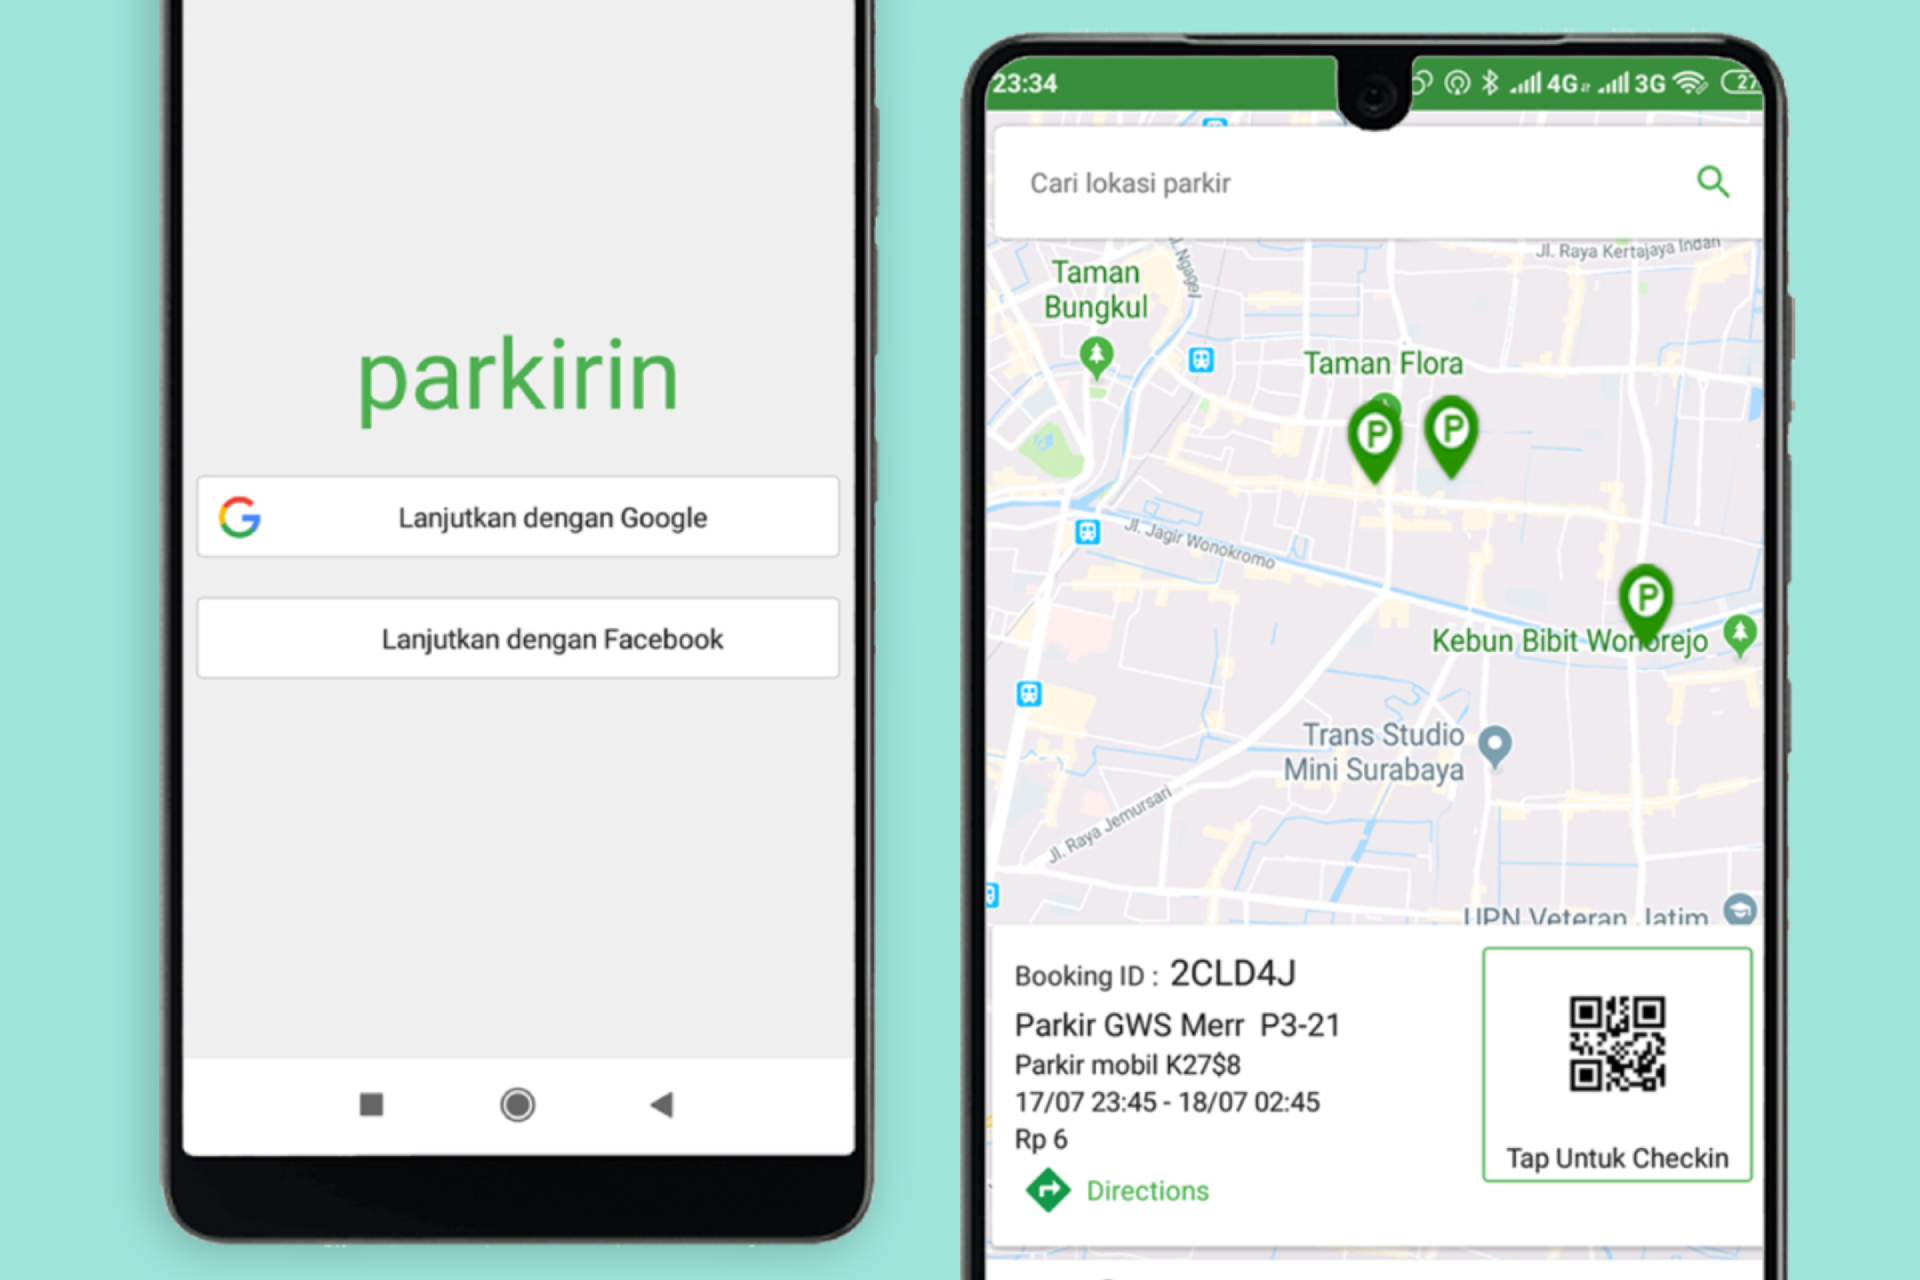 parkirin
Lanjutkan dengan Google
Lanjutkan dengan Facebook
23:34
4G
3G
27
Cari lokasi parkir
Jl. Raya Kertajaya Indah
Jl. Ngagel
Taman
Bungkul
Taman Flora
P
P
Jl. Jagir Wonokromo
P
Kebun Bibit Wonorejo
Trans Studio
Mini Surabaya
Jl. Raya Jemursari
UPN Veteran Jatim
Booking ID : 2CLD4J
Parkir GWS Merr P3-21
Parkir mobil K27$8
17/07 23:45 - 18/07 02:45
Rp 6
Directions
Tap Untuk Checkin